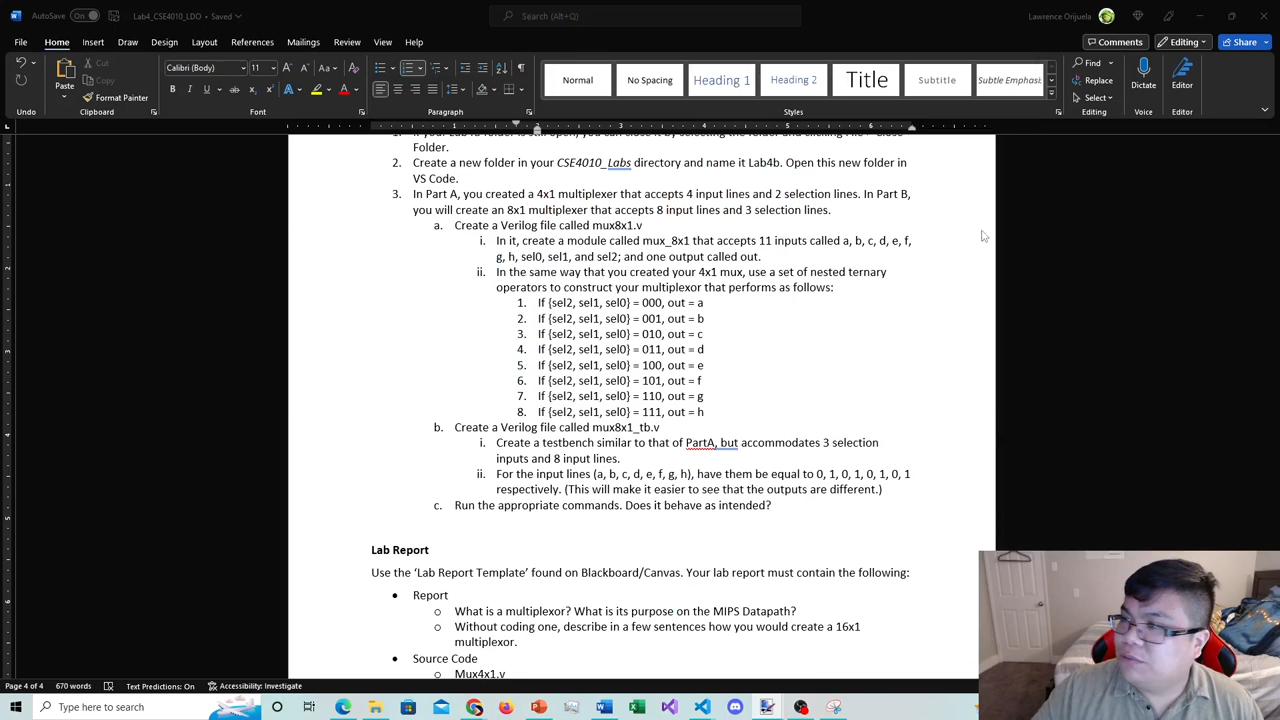 AutoSave On Lab4_CSE4010_LDO • Saved Search (Alt+Q) Lawrence Orijuela
File Home Insert Draw Design Layout References Mailings Review View Help Comments Editing Share
Cut
Copy
Paste
Format Painter
Calibri (Body) 11
Normal No Spacing Heading 1 Heading 2 Title Subtitle Subtle Emphasis
Find
Replace
Select
Dictate Editor
Undo Clipboard Font Paragraph Styles Editing Voice Editor
Folder.
2. Create a new folder in your CSE4010_Labs directory and name it Lab4b. Open this new folder in
VS Code.
3. In Part A, you created a 4x1 multiplexer that accepts 4 input lines and 2 selection lines. In Part B,
you will create an 8x1 multiplexer that accepts 8 input lines and 3 selection lines.
a. Create a Verilog file called mux8x1.v
i. In it, create a module called mux_8x1 that accepts 11 inputs called a, b, c, d, e, f,
g, h, sel0, sel1, and sel2; and one output called out.
ii. In the same way that you created your 4x1 mux, use a set of nested ternary
operators to construct your multiplexor that performs as follows:
1. If {sel2, sel1, sel0} = 000, out = a
2. If {sel2, sel1, sel0} = 001, out = b
3. If {sel2, sel1, sel0} = 010, out = c
4. If {sel2, sel1, sel0} = 011, out = d
5. If {sel2, sel1, sel0} = 100, out = e
6. If {sel2, sel1, sel0} = 101, out = f
7. If {sel2, sel1, sel0} = 110, out = g
8. If {sel2, sel1, sel0} = 111, out = h
b. Create a Verilog file called mux8x1_tb.v
i. Create a testbench similar to that of PartA, but accommodates 3 selection
inputs and 8 input lines.
ii. For the input lines (a, b, c, d, e, f, g, h), have them be equal to 0, 1, 0, 1, 0, 1, 0, 1
respectively. (This will make it easier to see that the outputs are different.)
c. Run the appropriate commands. Does it behave as intended?
Lab Report
Use the ‘Lab Report Template’ found on Blackboard/Canvas. Your lab report must contain the following:
• Report
o What is a multiplexor? What is its purpose on the MIPS Datapath?
o Without coding one, describe in a few sentences how you would create a 16x1
multiplexor.
• Source Code
o Mux4x1.v
Page 4 of 4 670 words Text Predictions: On Accessibility: Investigate
Type here to search